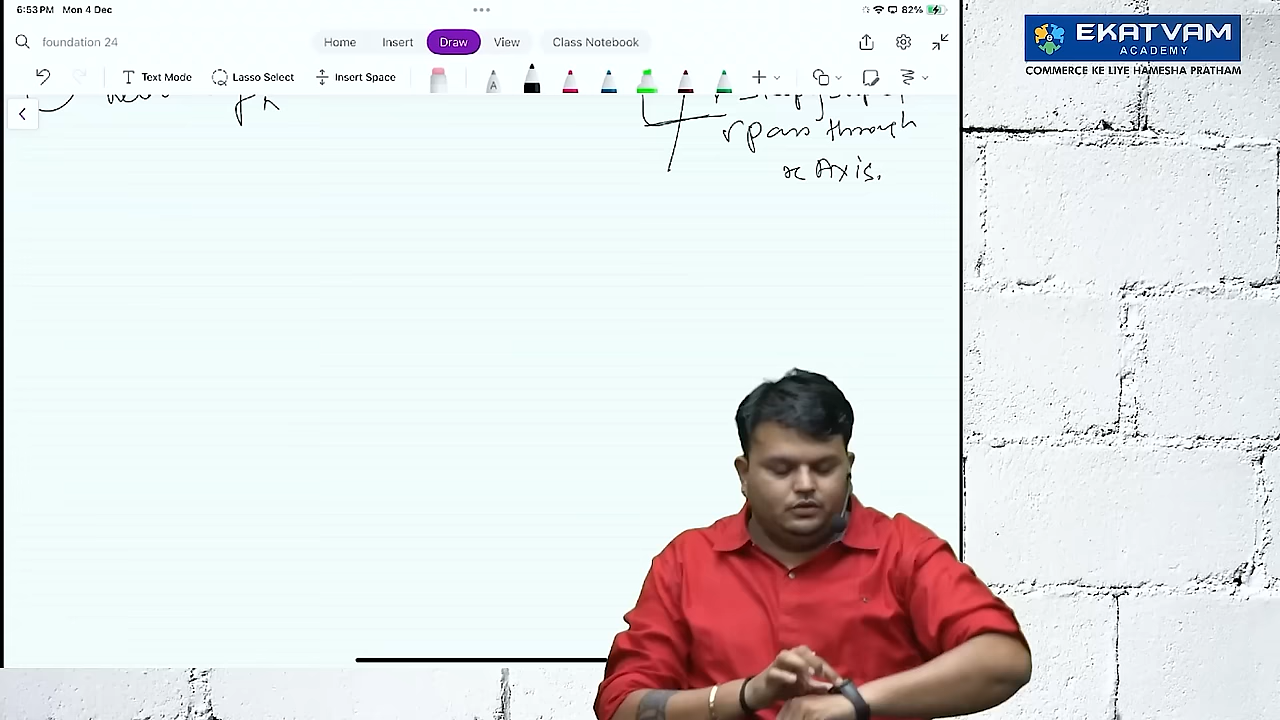 6:53 PM Mon 4 Dec
82%
foundation 24
Home Insert Draw View Class Notebook
Text Mode Lasso Select Insert Space
pass through
x Axis.
EKATVAM
ACADEMY
COMMERCE KE LIYE HAMESHA PRATHAM